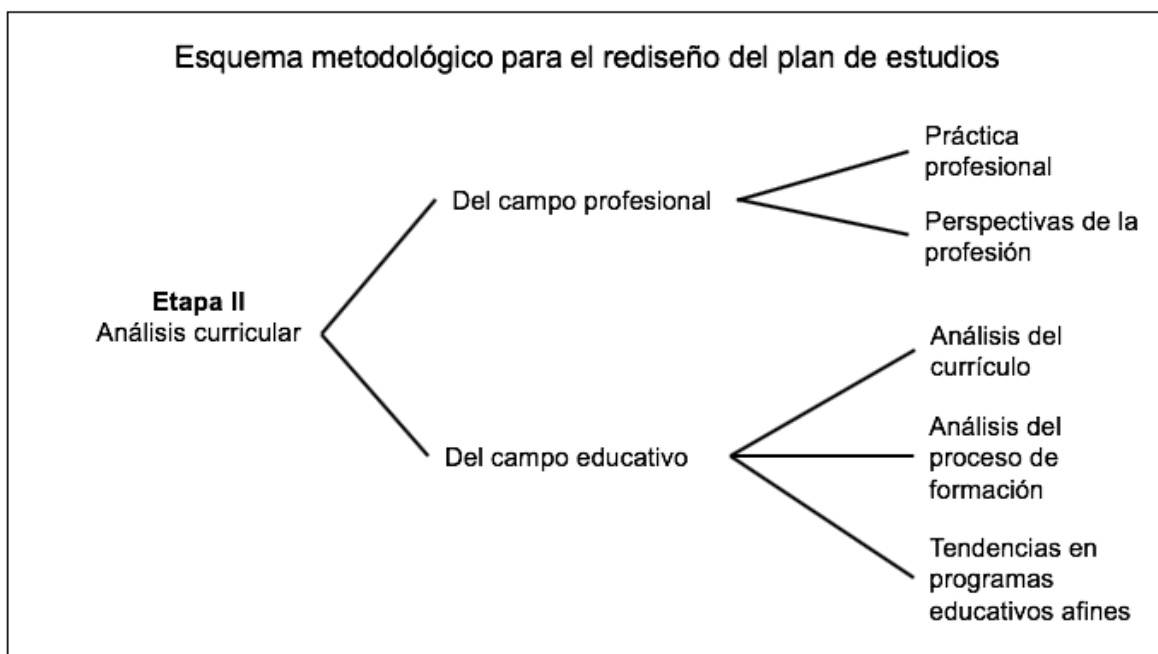 Esquema metodológico para el rediseño del plan de estudios
Práctica
profesional
Del campo profesional
Perspectivas de la
profesión
Etapa II
Análisis curricular
Análisis del
currículo
Del campo educativo
Análisis del
proceso de
formación
Tendencias en
programas
educativos afines